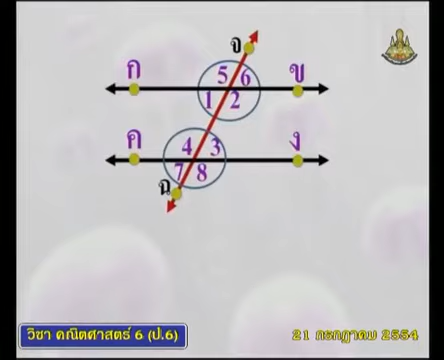 จ
ก
5 6
ข
1 2
ค
4 3
ง
7 8
ฉ
วิชา คณิตศาสตร์ 6 (ป.6)
21 กรกฎาคม 2554